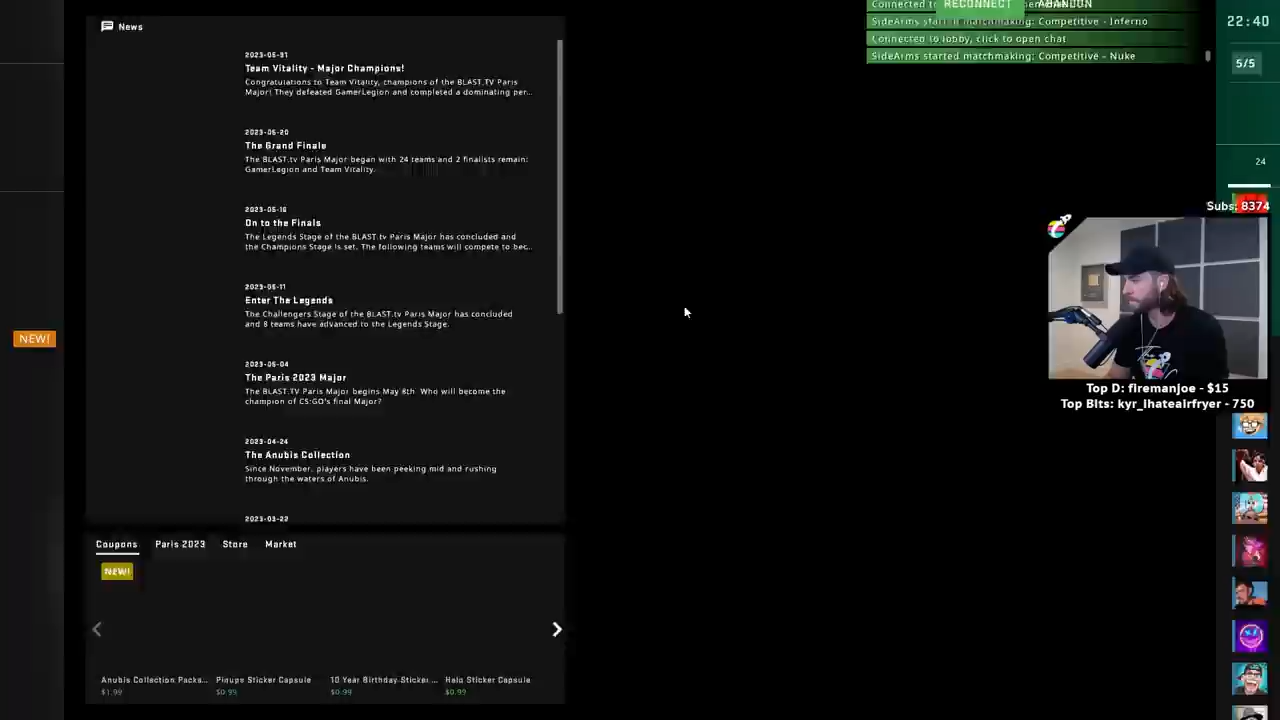 News
2023-05-31
Team Vitality - Major Champions!
Congratulations to Team Vitality, champions of the BLAST.TV Paris
Major! They defeated GamerLegion and completed a dominating per...
2023-05-20
The Grand Finale
The BLAST.tv Paris Major began with 24 teams and 2 finalists remain:
GamerLegion and Team Vitality.
2023-05-18
On to the Finals
The Legends Stage of the BLAST.tv Paris Major has concluded and
the Champions Stage is set. The following teams will compete to bec...
2023-05-11
Enter The Legends
The Challengers Stage of the BLAST.tv Paris Major has concluded
and 8 teams have advanced to the Legends Stage.
2023-05-04
The Paris 2023 Major
The BLAST.TV Paris Major begins May 8th. Who will become the
champion of CS:GO's final Major?
2023-04-24
The Anubis Collection
Since November, players have been peeking mid and rushing
through the waters of Anubis.
2023-03-22
NEW!
Coupons Paris 2023 Store Market
NEW!
Anubis Collection Packa... Pinups Sticker Capsule 10 Year Birthday Sticker ... Halo Sticker Capsule
$1.99 $0.99 $0.99 $0.99
RECONNECT ABANDON
Connected to
SideArms started matchmaking: Competitive - Inferno
Connected to lobby, click to open chat
SideArms started matchmaking: Competitive - Nuke
22:40
5/5
24
Subs: 8374
Top D: firemanjoe - $15
Top Bits: kyr_ihateairfryer - 750